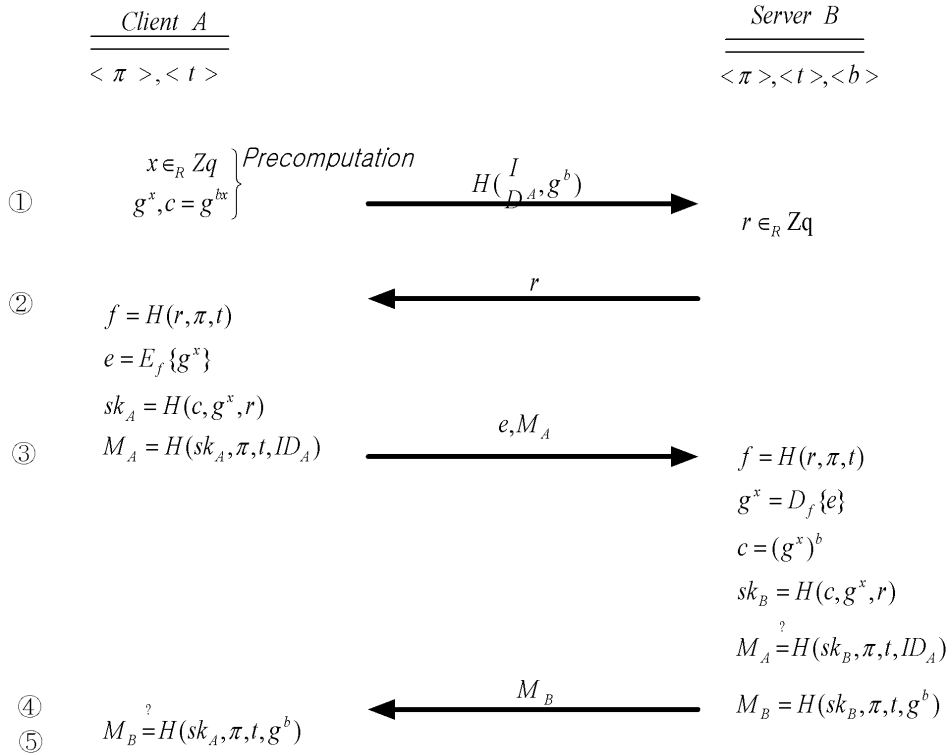 Client A
Server B
< π >,< t >
< π >,< t >,< b >
x ∈_R Zq
g^x, c = g^{bx}
Precomputation
①
H(I
D^A, g^b)
r ∈_R Zq
②
r
f = H(r, π, t)
e = E_f{g^x}
sk_A = H(c, g^x, r)
③
M_A = H(sk_A, π, t, ID_A)
e, M_A
f = H(r, π, t)
g^x = D_f{e}
c = (g^x)^b
sk_B = H(c, g^x, r)
?
M_A = H(sk_B, π, t, ID_A)
④
M_B
M_B = H(sk_B, π, t, g^b)
⑤
?
M_B = H(sk_A, π, t, g^b)